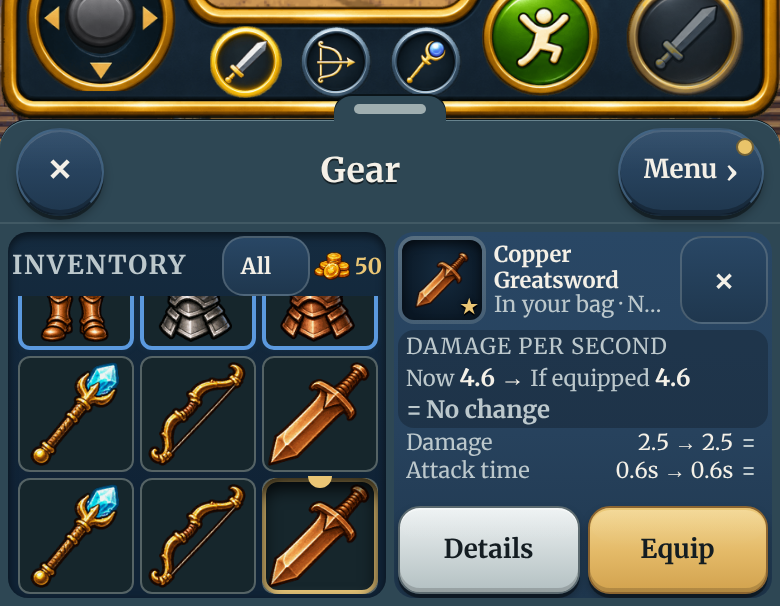 ×
Gear
Menu ›
INVENTORY
All
50
Copper
Greatsword
In your bag · N...
×
DAMAGE PER SECOND
Now 4.6 → If equipped 4.6
= No change
Damage 2.5 → 2.5 =
Attack time 0.6s → 0.6s =
Details
Equip